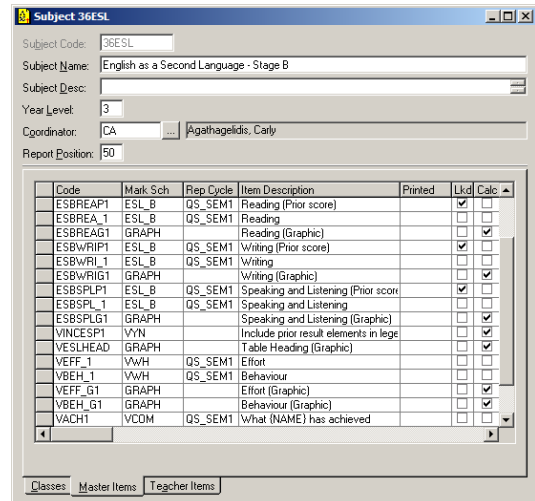 Subject 36ESL
Subject Code: 36ESL
Subject Name: English as a Second Language - Stage B
Subject Desc:
Year Level: 3
Coordinator: CA ... Agathagelidis, Carly
Report Position: 50
Code Mark Sch Rep Cycle Item Description Printed Lkd Calc
ESBREAP1 ESL_B QS_SEM1 Reading (Prior score)
ESBREA_1 ESL_B QS_SEM1 Reading
ESBREAG1 GRAPH Reading (Graphic)
ESBWRIP1 ESL_B QS_SEM1 Writing (Prior score)
ESBWRI_1 ESL_B QS_SEM1 Writing
ESBWRIG1 GRAPH Writing (Graphic)
ESBSPLP1 ESL_B QS_SEM1 Speaking and Listening (Prior score
ESBSPL_1 ESL_B QS_SEM1 Speaking and Listening
ESBSPLG1 GRAPH Speaking and Listening (Graphic)
VINCESP1 VYN Include prior result elements in lege
VESLHEAD GRAPH Table Heading (Graphic)
VEFF_1 VWH QS_SEM1 Effort
VBEH_1 VWH QS_SEM1 Behaviour
VEFF_G1 GRAPH Effort (Graphic)
VBEH_G1 GRAPH Behaviour (Graphic)
VACH1 VCOM QS_SEM1 What {NAME} has achieved
Classes Master Items Teacher Items